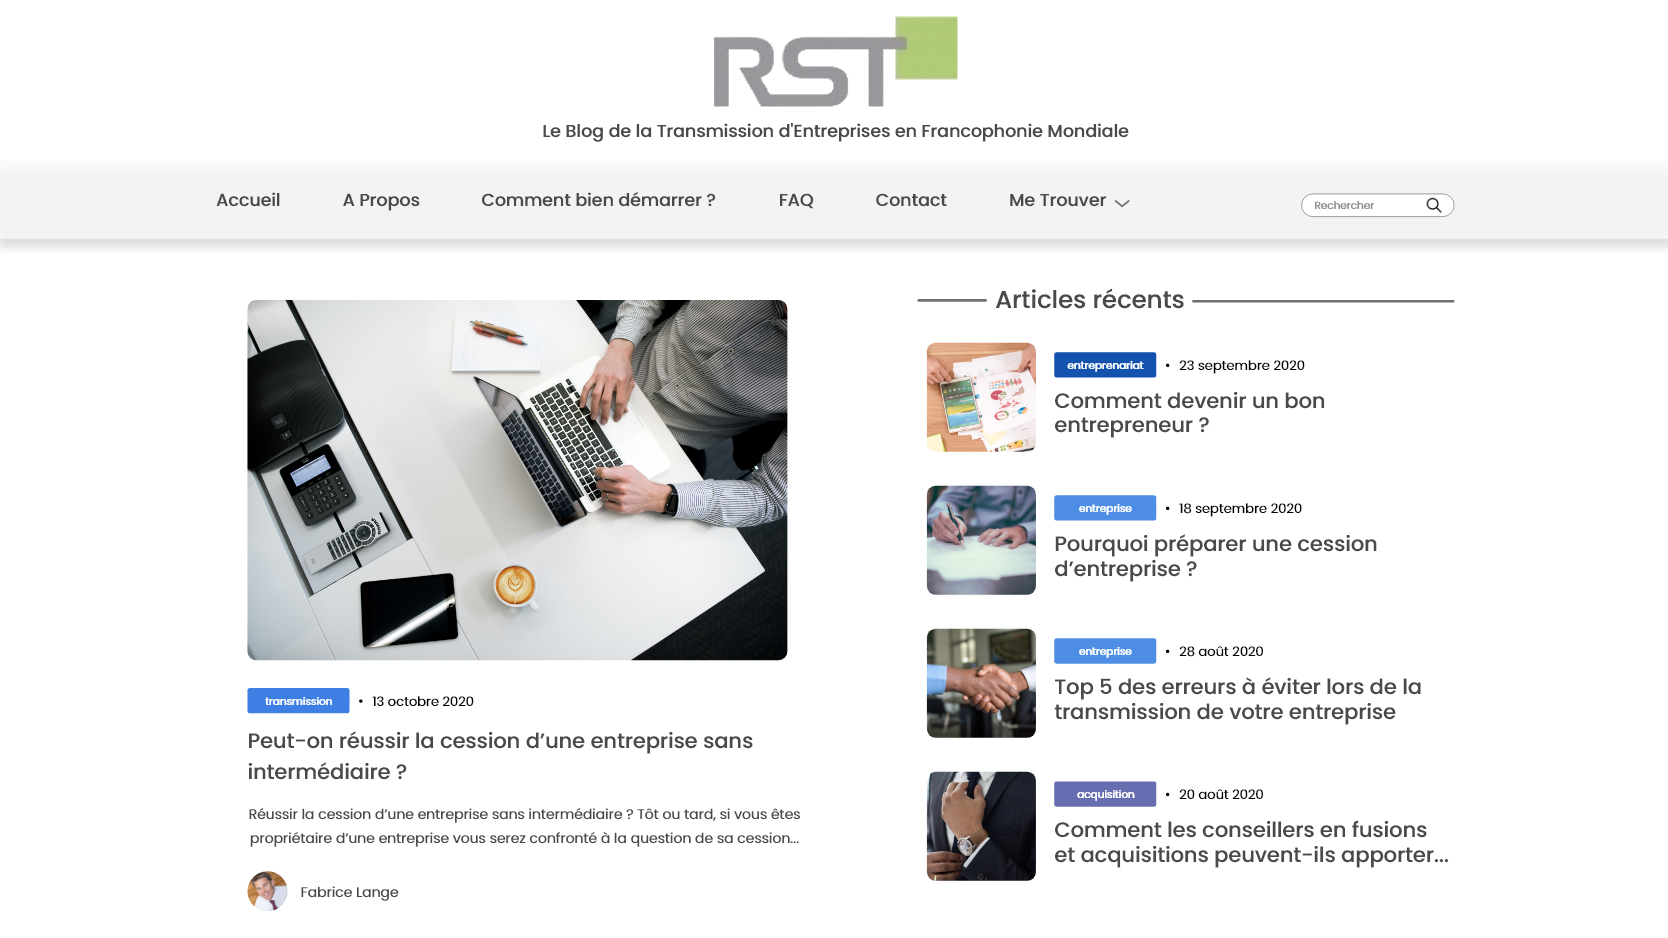 RST
Le Blog de la Transmission d'Entreprises en Francophonie Mondiale
Accueil
A Propos
Comment bien démarrer ?
FAQ
Contact
Me Trouver
Rechercher
transmission • 13 octobre 2020
Peut-on réussir la cession d’une entreprise sans
intermédiaire ?
Réussir la cession d’une entreprise sans intermédiaire ? Tôt ou tard, si vous êtes
propriétaire d’une entreprise vous serez confronté à la question de sa cession...
Fabrice Lange
Articles récents
entreprenariat • 23 septembre 2020
Comment devenir un bon
entrepreneur ?
entreprise • 18 septembre 2020
Pourquoi préparer une cession
d’entreprise ?
entreprise • 28 août 2020
Top 5 des erreurs à éviter lors de la
transmission de votre entreprise
acquisition • 20 août 2020
Comment les conseillers en fusions
et acquisitions peuvent-ils apporter...